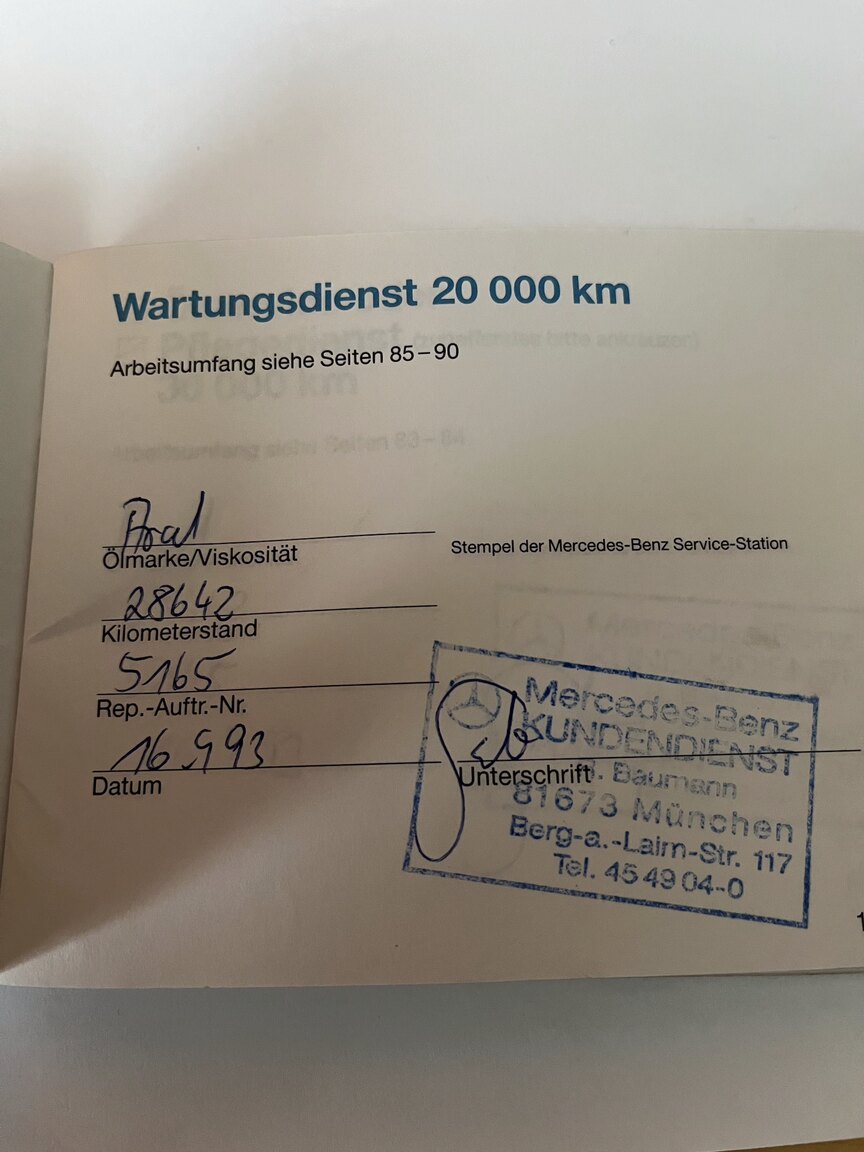 Wartungsdienst 20 000 km
Arbeitsumfang siehe Seiten 85–90
Aral
Ölmarke/Viskosität
Stempel der Mercedes-Benz Service-Station
28642
Kilometerstand
5165
Rep.-Auftr.-Nr.
16.9.93
Datum
Unterschrift
Mercedes-Benz
KUNDENDIENST
Baumann
81673 München
Berg-a.-Laim-Str. 117
Tel. 45 49 04-0